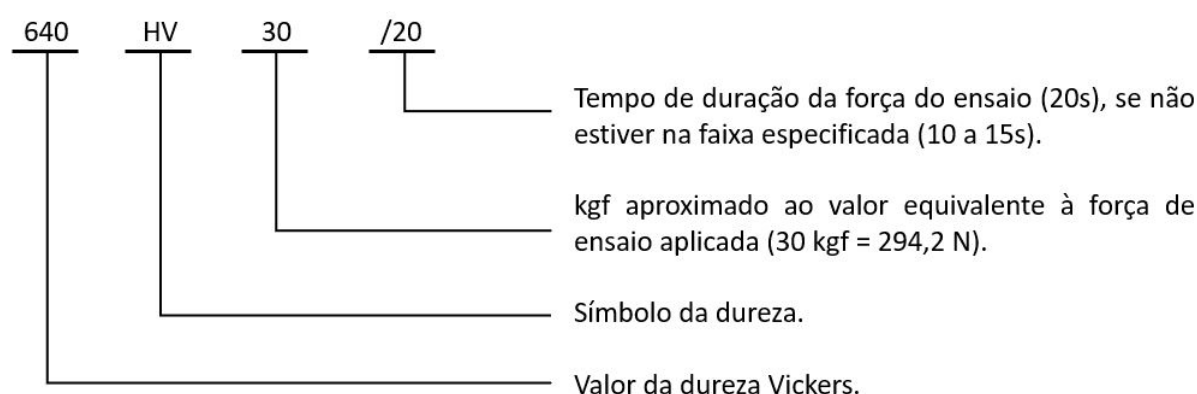 640 HV 30 /20
Tempo de duração da força do ensaio (20s), se não
estiver na faixa especificada (10 a 15s).
kgf aproximado ao valor equivalente à força de
ensaio aplicada (30 kgf = 294,2 N).
Símbolo da dureza.
Valor da dureza Vickers.